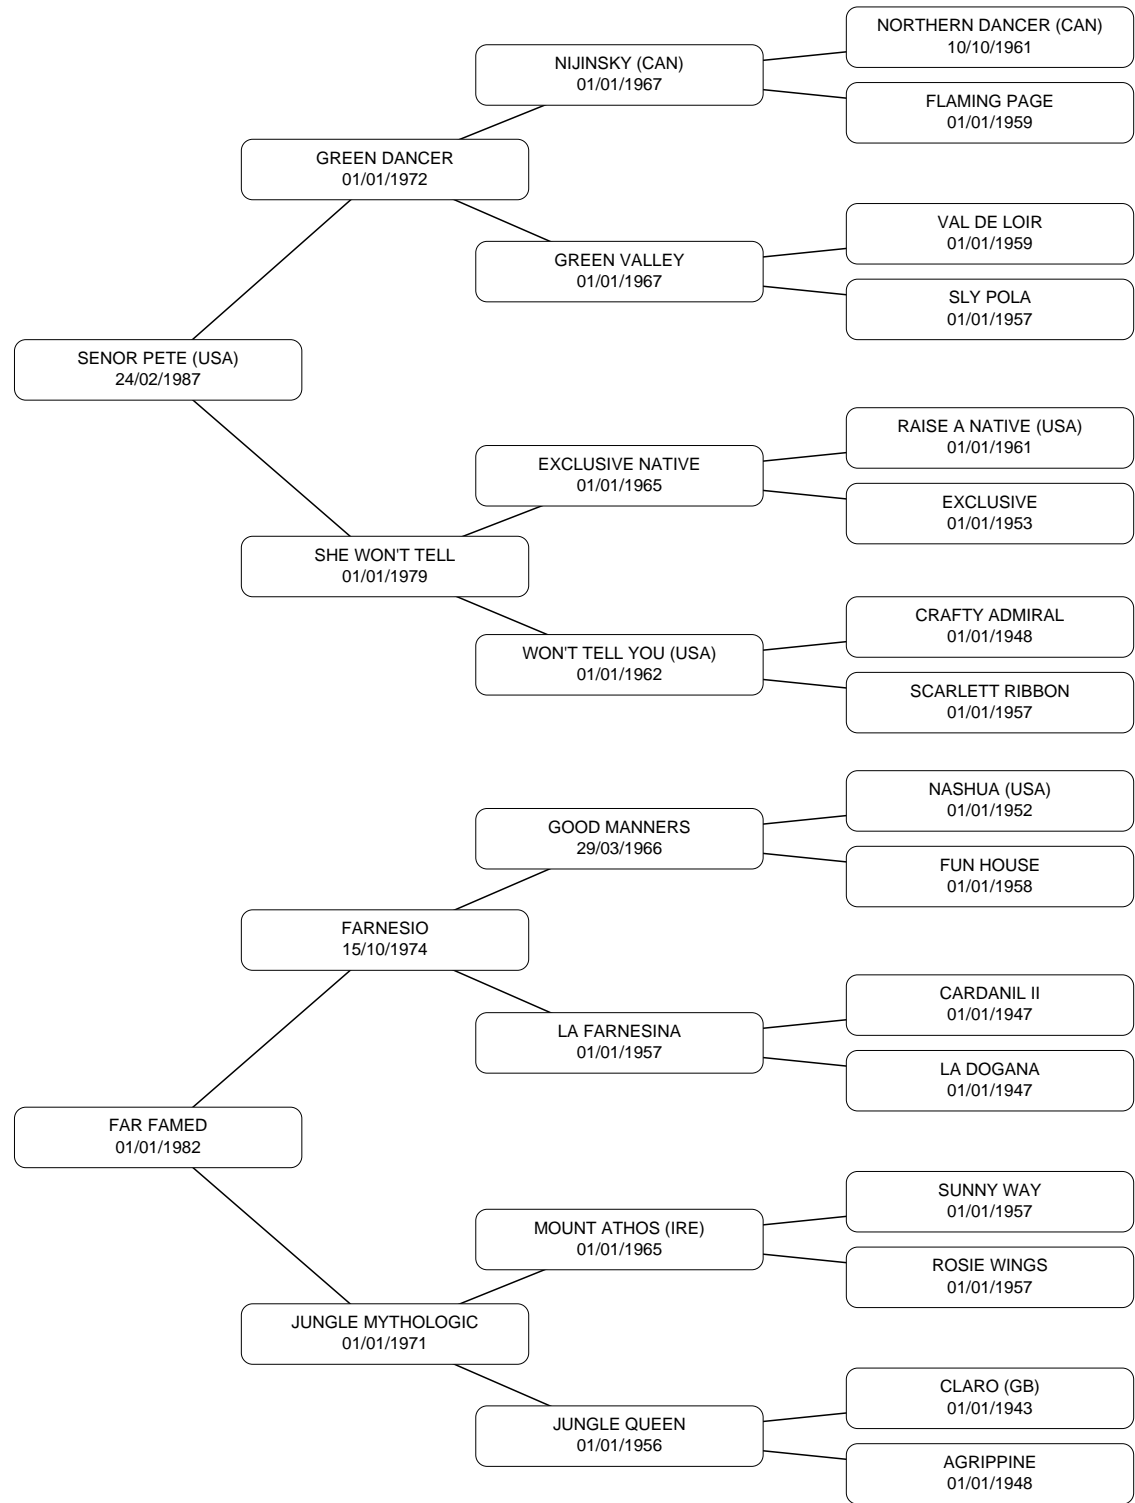 NORTHERN DANCER (CAN)
10/10/1961
NIJINSKY (CAN)
01/01/1967
FLAMING PAGE
01/01/1959
GREEN DANCER
01/01/1972
VAL DE LOIR
01/01/1959
GREEN VALLEY
01/01/1967
SLY POLA
01/01/1957
SENOR PETE (USA)
24/02/1987
RAISE A NATIVE (USA)
01/01/1961
EXCLUSIVE NATIVE
01/01/1965
EXCLUSIVE
01/01/1953
SHE WON'T TELL
01/01/1979
CRAFTY ADMIRAL
01/01/1948
WON'T TELL YOU (USA)
01/01/1962
SCARLETT RIBBON
01/01/1957
NASHUA (USA)
01/01/1952
GOOD MANNERS
29/03/1966
FUN HOUSE
01/01/1958
FARNESIO
15/10/1974
CARDANIL II
01/01/1947
LA FARNESINA
01/01/1957
LA DOGANA
01/01/1947
FAR FAMED
01/01/1982
SUNNY WAY
01/01/1957
MOUNT ATHOS (IRE)
01/01/1965
ROSIE WINGS
01/01/1957
JUNGLE MYTHOLOGIC
01/01/1971
CLARO (GB)
01/01/1943
JUNGLE QUEEN
01/01/1956
AGRIPPINE
01/01/1948